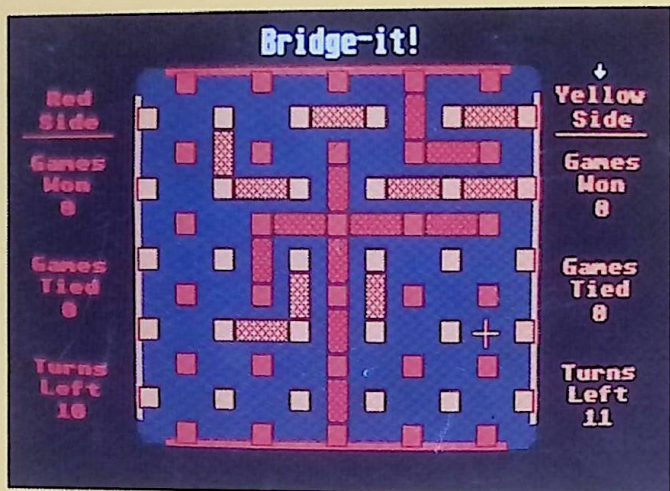 Bridge-it!
Red
Side
Games
Won
0
Games
Tied
0
Turns
Left
10
Yellow
Side
Games
Won
0
Games
Tied
0
Turns
Left
11